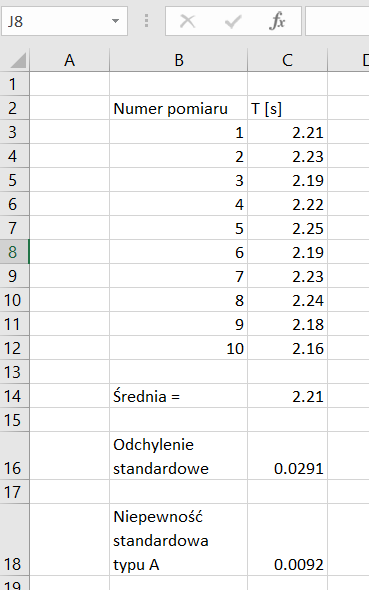 J8
fx
A B C D
1
2 Numer pomiaru T [s]
3 1 2.21
4 2 2.23
5 3 2.19
6 4 2.22
7 5 2.25
8 6 2.19
9 7 2.23
10 8 2.24
11 9 2.18
12 10 2.16
13
14 Średnia = 2.21
15
Odchylenie
16 standardowe 0.0291
17
Niepewność
standardowa
18 typu A 0.0092
19